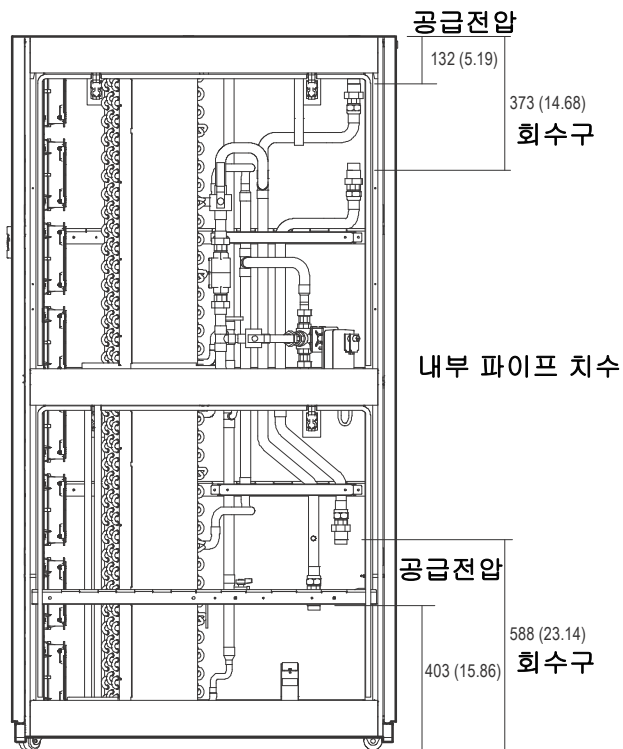 공급전압
132 (5.19)
373 (14.68)
회수구
내부 파이프 치수
공급전압
588 (23.14)
회수구
403 (15.86)